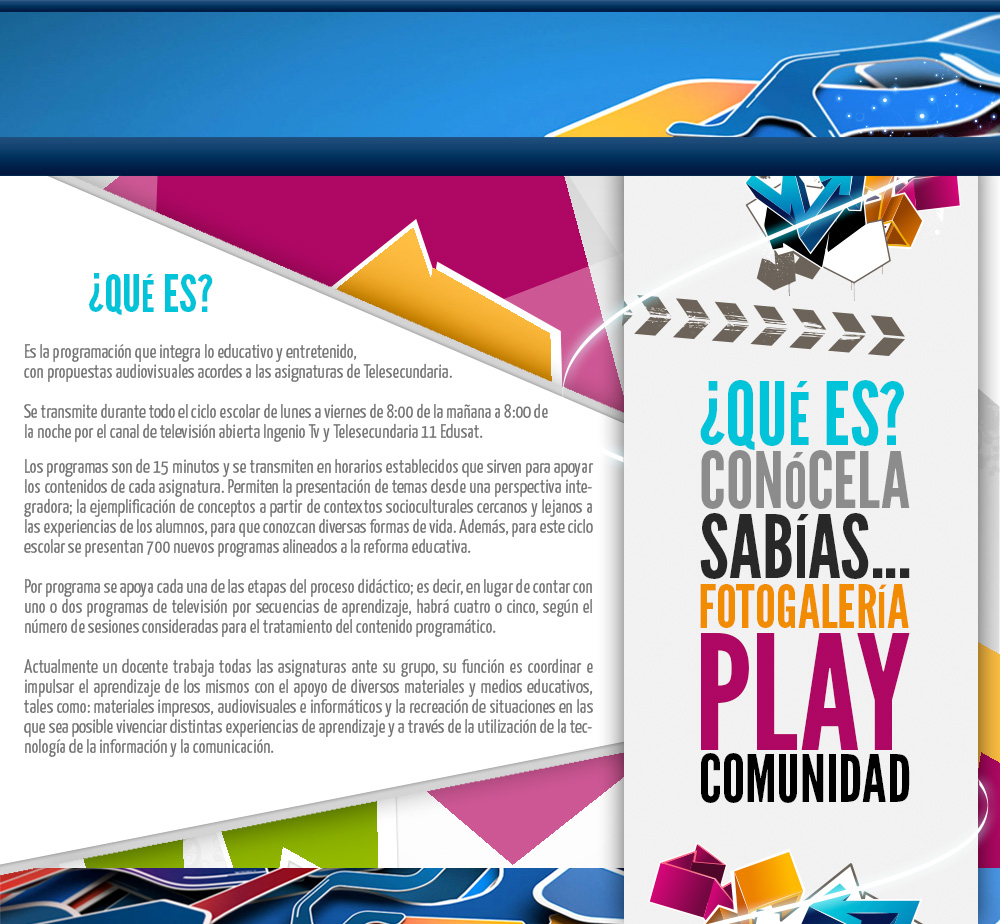 ¿QUÉ ES?
Es la programación que integra lo educativo y entretenido,
con propuestas audiovisuales acordes a las asignaturas de Telesecundaria.
Se transmite durante todo el ciclo escolar de lunes a viernes de 8:00 de la mañana a 8:00 de
la noche por el canal de televisión abierta Ingenio Tv y Telesecundaria 11 Edusat.
Los programas son de 15 minutos y se transmiten en horarios establecidos que sirven para apoyar
los contenidos de cada asignatura. Permiten la presentación de temas desde una perspectiva inte-
gradora; la ejemplificación de conceptos a partir de contextos socioculturales cercanos y lejanos a
las experiencias de los alumnos, para que conozcan diversas formas de vida. Además, para este ciclo
escolar se presentan 700 nuevos programas alineados a la reforma educativa.
Por programa se apoya cada una de las etapas del proceso didáctico; es decir, en lugar de contar con
uno o dos programas de televisión por secuencias de aprendizaje, habrá cuatro o cinco, según el
número de sesiones consideradas para el tratamiento del contenido programático.
Actualmente un docente trabaja todas las asignaturas ante su grupo, su función es coordinar e
impulsar el aprendizaje de los mismos con el apoyo de diversos materiales y medios educativos,
tales como: materiales impresos, audiovisuales e informáticos y la recreación de situaciones en las
que sea posible vivenciar distintas experiencias de aprendizaje y a través de la utilización de la tec-
nología de la información y la comunicación.
¿QUÉ ES?
CONÓCELA
SABÍAS...
FOTOGALERÍA
PLAY
COMUNIDAD